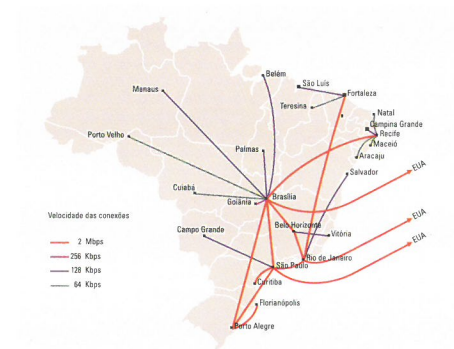 Belém
São Luís
Manaus
Fortaleza
Teresina
Natal
Campina Grande
Recife
Porto Velho
Maceió
Palmas
Aracaju
Salvador
EUA
Cuiabá
Goiânia
Brasília
Velocidade das conexões
EUA
Belo Horizonte
Campo Grande
Vitória
EUA
2 Mbps
256 Kbps
128 Kbps
64 Kbps
São Paulo
Rio de Janeiro
Curitiba
Florianópolis
Porto Alegre